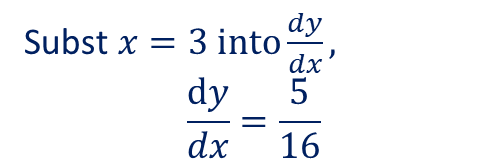 Subst x = 3 into dy/dx,
dy/dx = 5/16